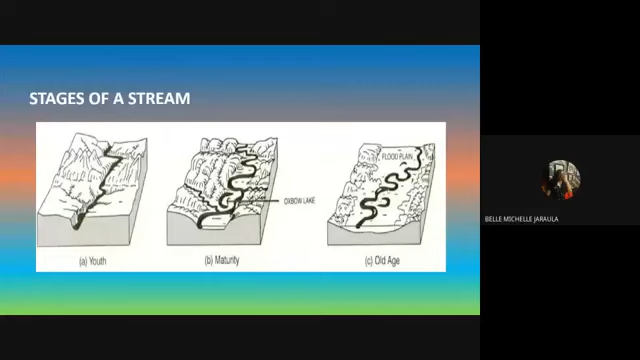 STAGES OF A STREAM
FLOOD PLAIN
OXBOW LAKE
(a) Youth
(b) Maturity
(c) Old Age
BELLE MICHELLE JARAULA